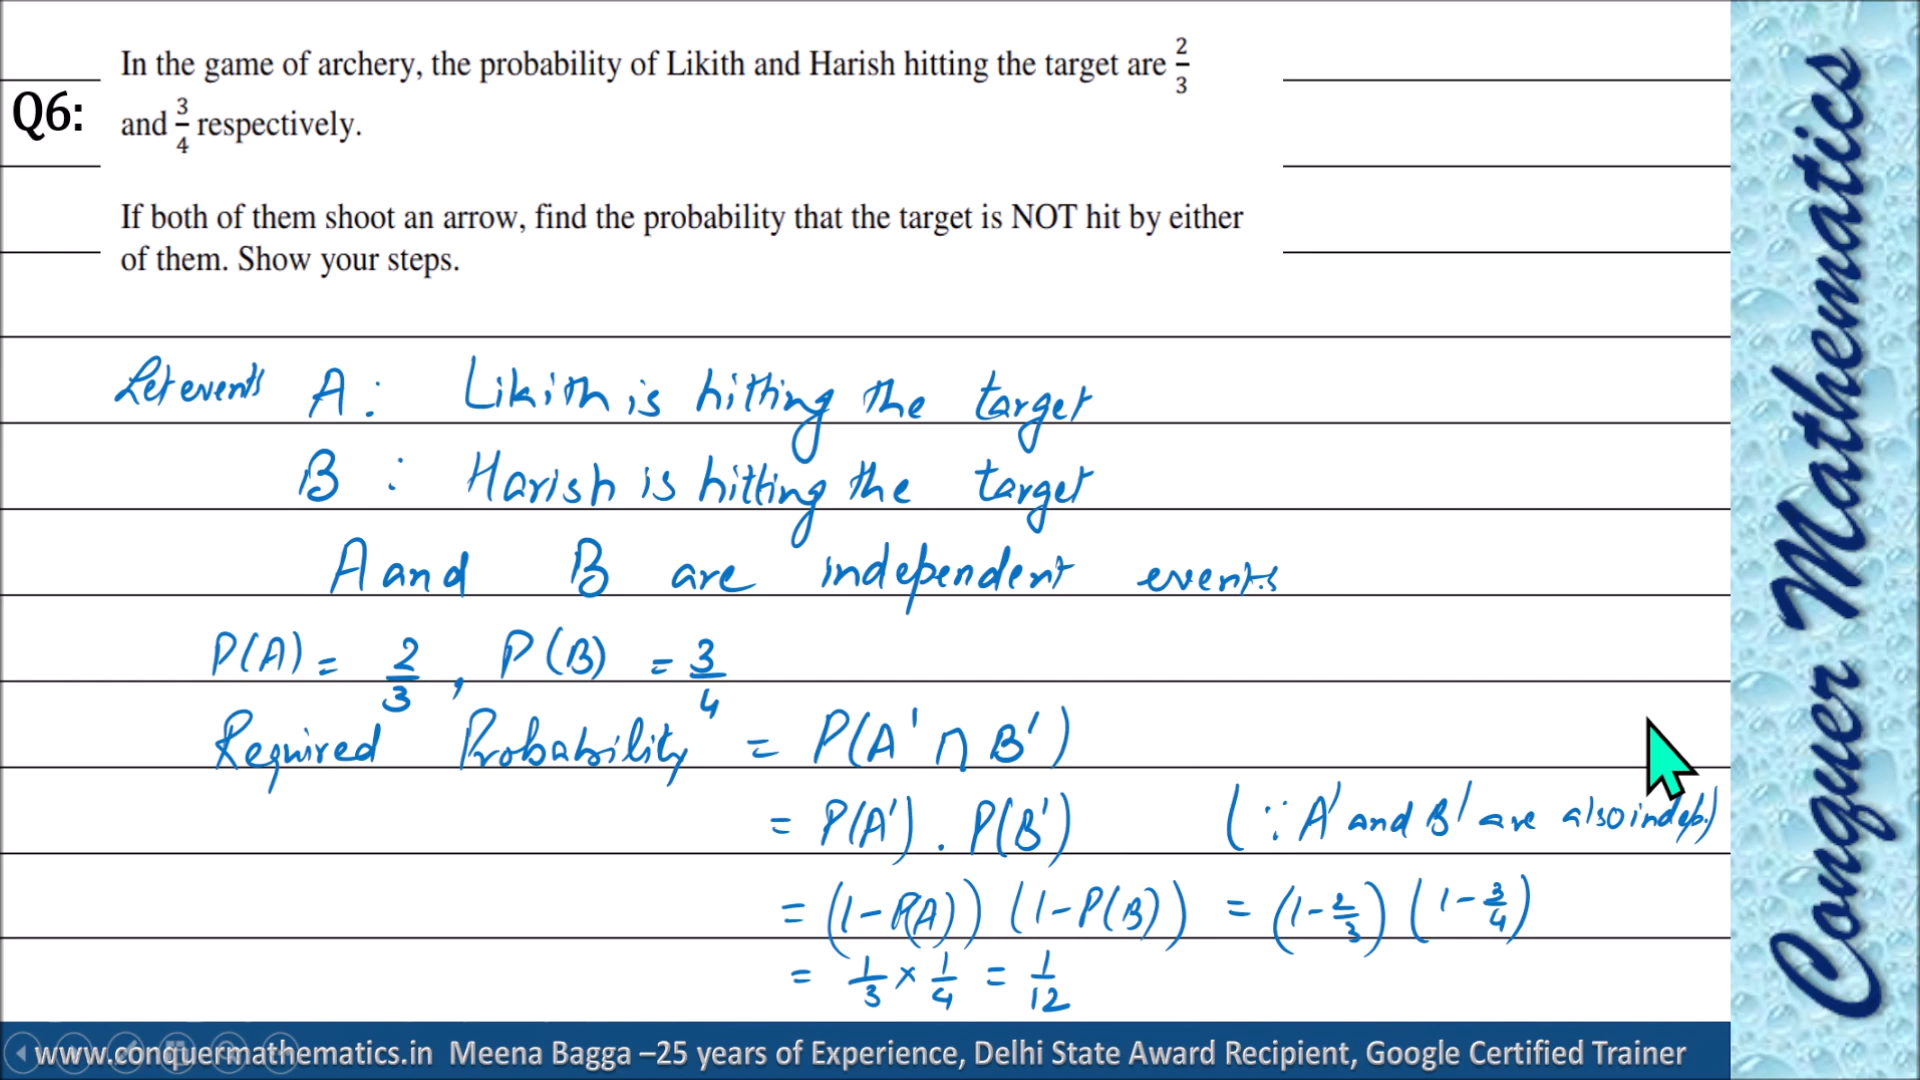 In the game of archery, the probability of Likith and Harish hitting the target are 2/3
Q6: and 3/4 respectively.
If both of them shoot an arrow, find the probability that the target is NOT hit by either
of them. Show your steps.
Let events A : Likith is hitting the target
B : Harish is hitting the target
A and B are independent events
P(A) = 2/3 , P(B) = 3/4
Required Probability = P(A' ∩ B')
= P(A') . P(B') (∵ A' and B' are also indep.)
= (1-P(A)) (1-P(B)) = (1-2/3) (1-3/4)
= 1/3 × 1/4 = 1/12
www.conquermathematics.in Meena Bagga –25 years of Experience, Delhi State Award Recipient, Google Certified Trainer
Conquer Mathematics